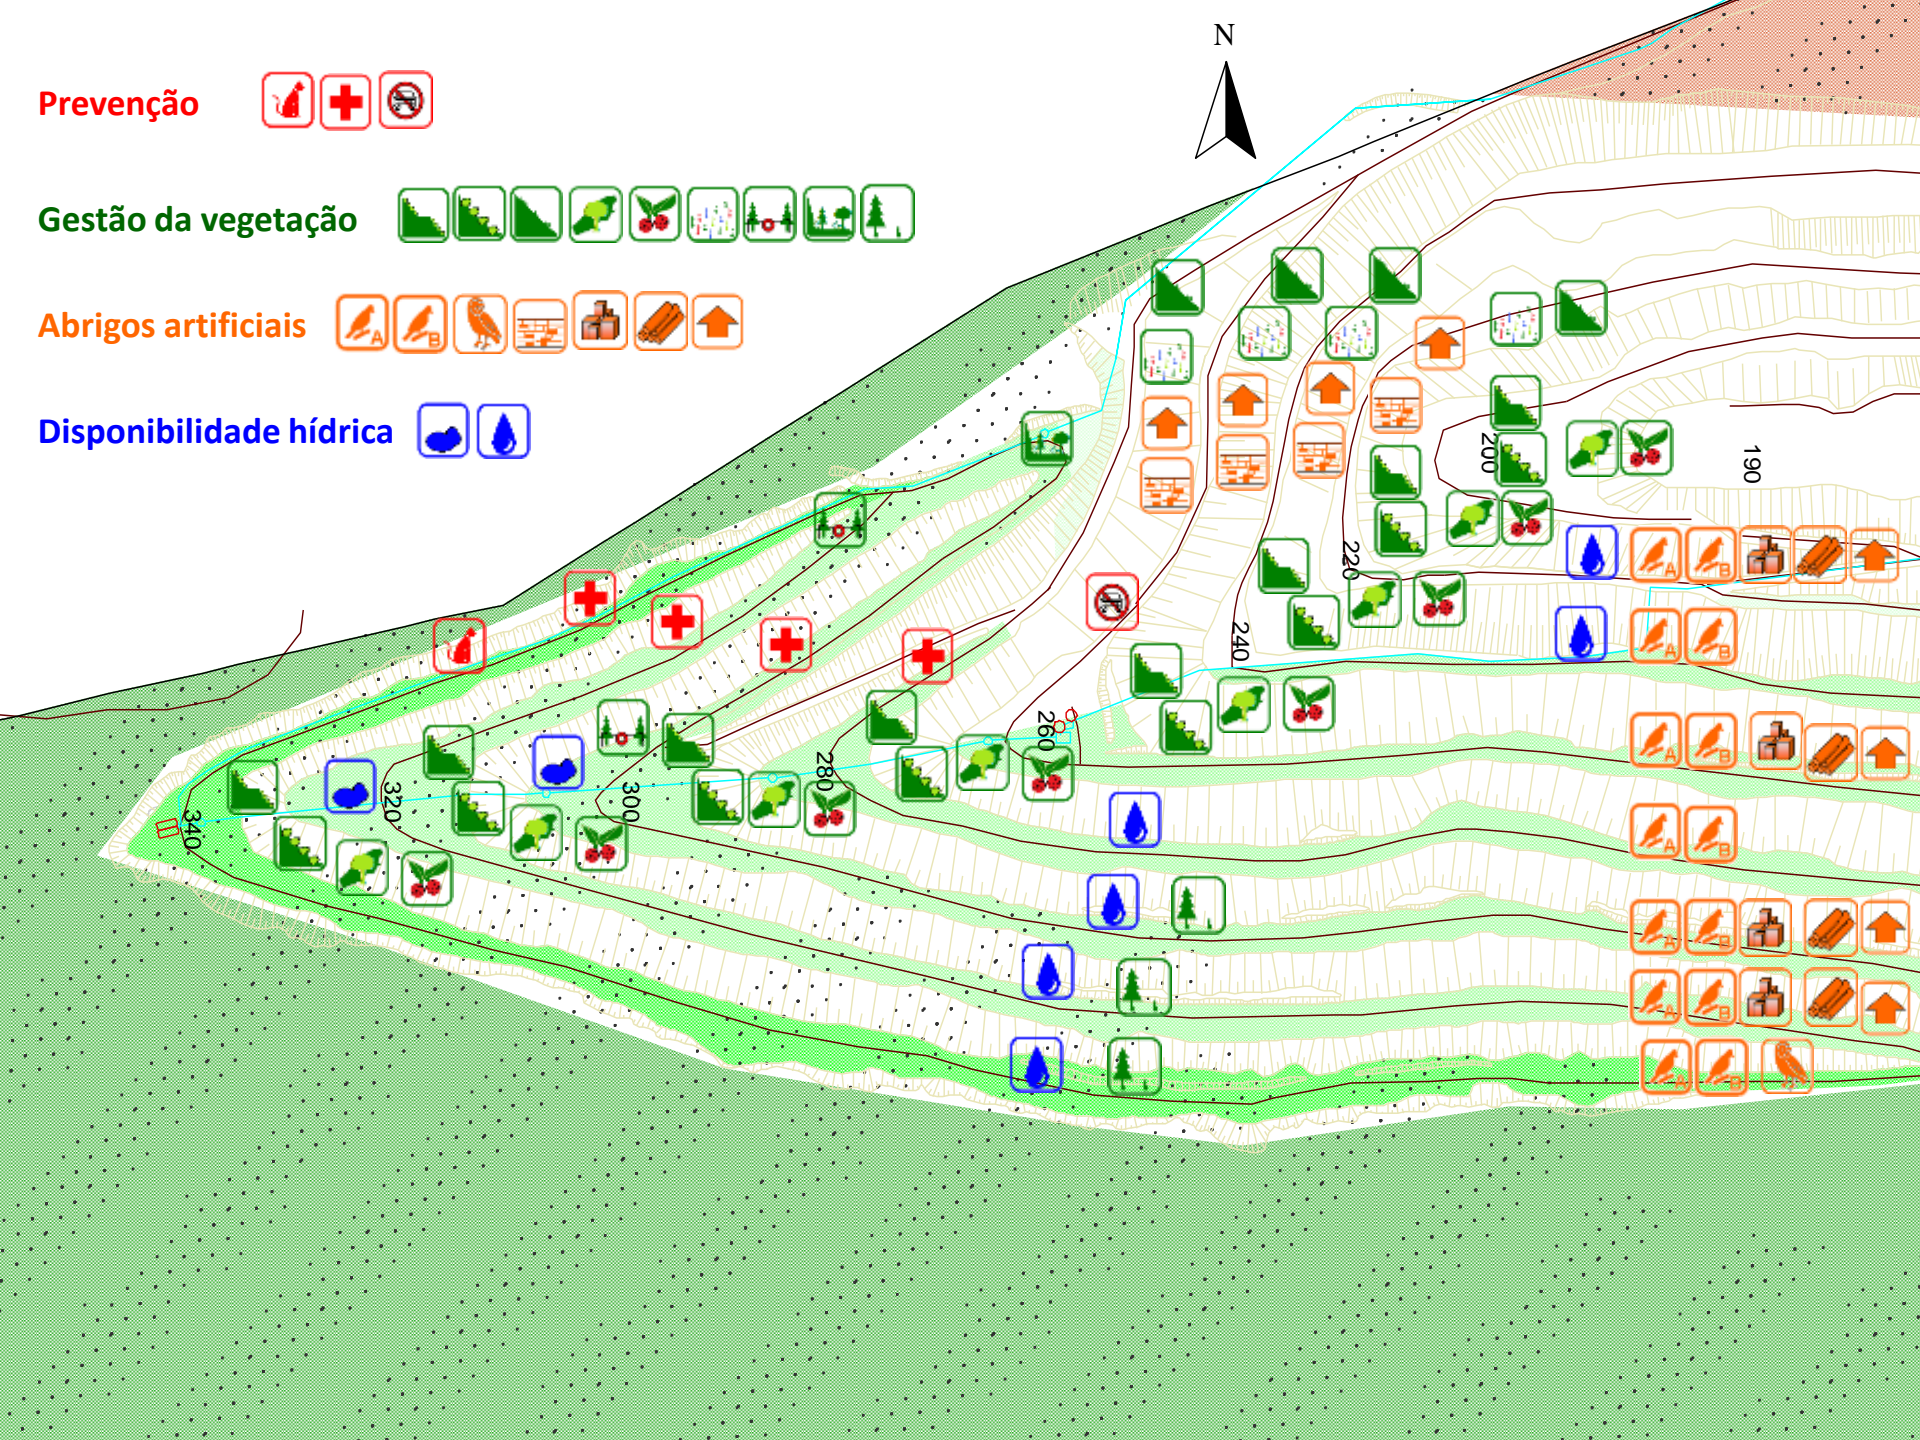 N
Prevenção
Gestão da vegetação
Abrigos artificiais
A B
Disponibilidade hídrica
200
190
220
A B
240
A B
260
A B
280
300
320
340
A B
A B
A B
A B